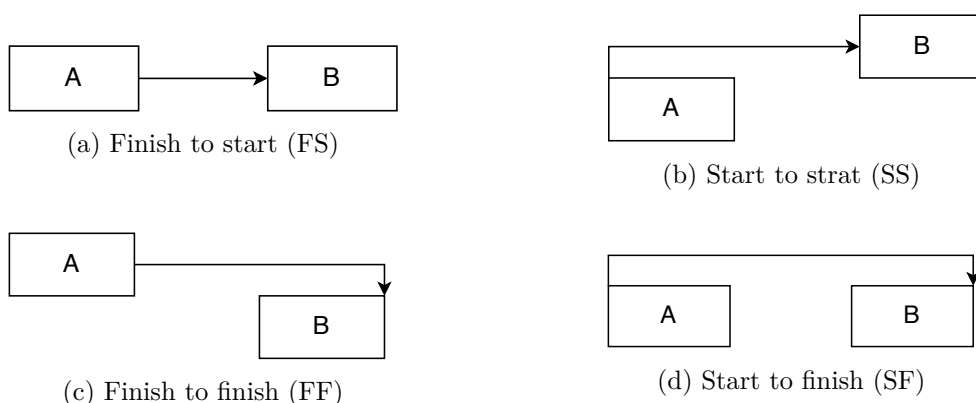 A
B
(a) Finish to start (FS)
B
A
(b) Start to strat (SS)
A
B
(c) Finish to finish (FF)
A
B
(d) Start to finish (SF)